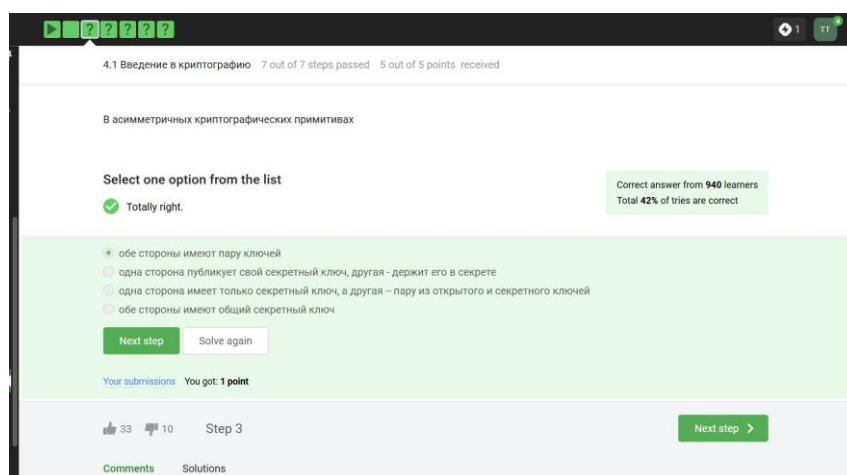 ? ? ? ? ?
1 TT 4
4.1 Введение в криптографию 7 out of 7 steps passed 5 out of 5 points received
В асимметричных криптографических примитивах
Select one option from the list
Correct answer from 940 learners
Total 42% of tries are correct
Totally right.
обе стороны имеют пару ключей
одна сторона публикует свой секретный ключ, другая - держит его в секрете
одна сторона имеет только секретный ключ, а другая – пару из открытого и секретного ключей
обе стороны имеют общий секретный ключ
Next step Solve again
Your submissions You got: 1 point
33 10 Step 3 Next step
Comments Solutions